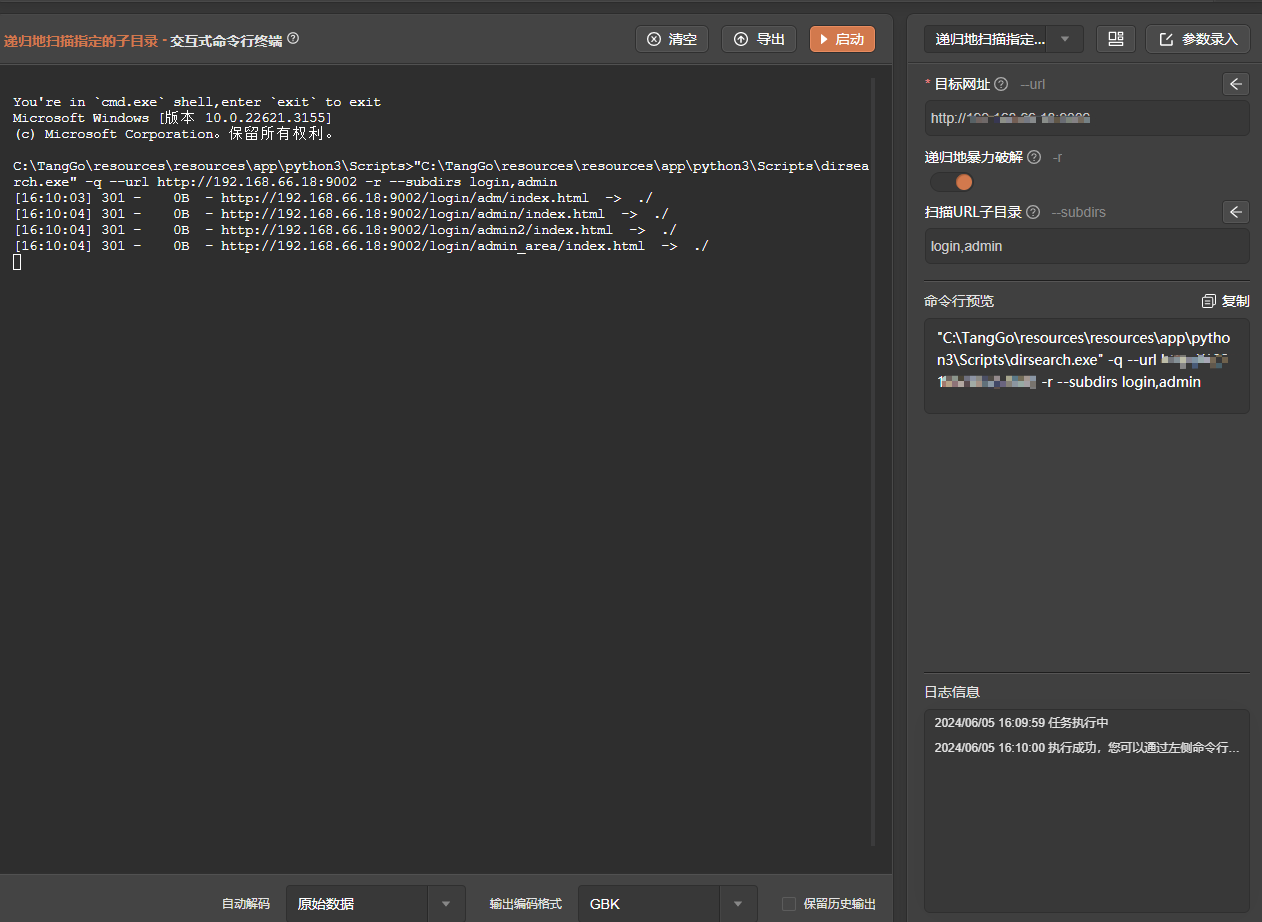 递归地扫描指定的子目录 - 交互式命令行终端
清空
导出
启动
You're in `cmd.exe` shell,enter `exit` to exit
Microsoft Windows [版本 10.0.22621.3155]
(c) Microsoft Corporation。保留所有权利。
C:\TangGo\resources\resources\app\python3\Scripts>"C:\TangGo\resources\resources\app\python3\Scripts\dirsea
rch.exe" -q --url http://192.168.66.18:9002 -r --subdirs login,admin
[16:10:03] 301 -    0B  - http://192.168.66.18:9002/login/adm/index.html  ->  ./
[16:10:04] 301 -    0B  - http://192.168.66.18:9002/login/admin/index.html  ->  ./
[16:10:04] 301 -    0B  - http://192.168.66.18:9002/login/admin2/index.html  ->  ./
[16:10:04] 301 -    0B  - http://192.168.66.18:9002/login/admin_area/index.html  ->  ./
自动解码
原始数据
输出编码格式
GBK
保留历史输出
递归地扫描指定...
参数录入
* 目标网址 --url
http://
递归地暴力破解 -r
扫描URL子目录 --subdirs
login,admin
命令行预览
复制
"C:\TangGo\resources\resources\app\pytho
n3\Scripts\dirsearch.exe" -q --url
-r --subdirs login,admin
日志信息
2024/06/05 16:09:59 任务执行中
2024/06/05 16:10:00 执行成功，您可以通过左侧命令行...